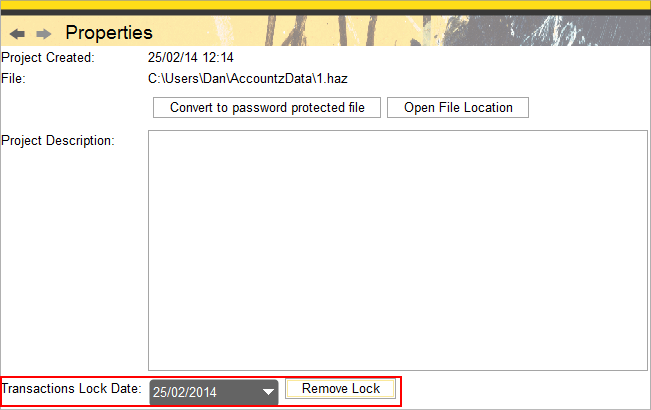 Properties
Project Created: 25/02/14 12:14
File: C:\Users\Dan\AccountzData\1.haz
Convert to password protected file Open File Location
Project Description:
Transactions Lock Date: 25/02/2014 Remove Lock